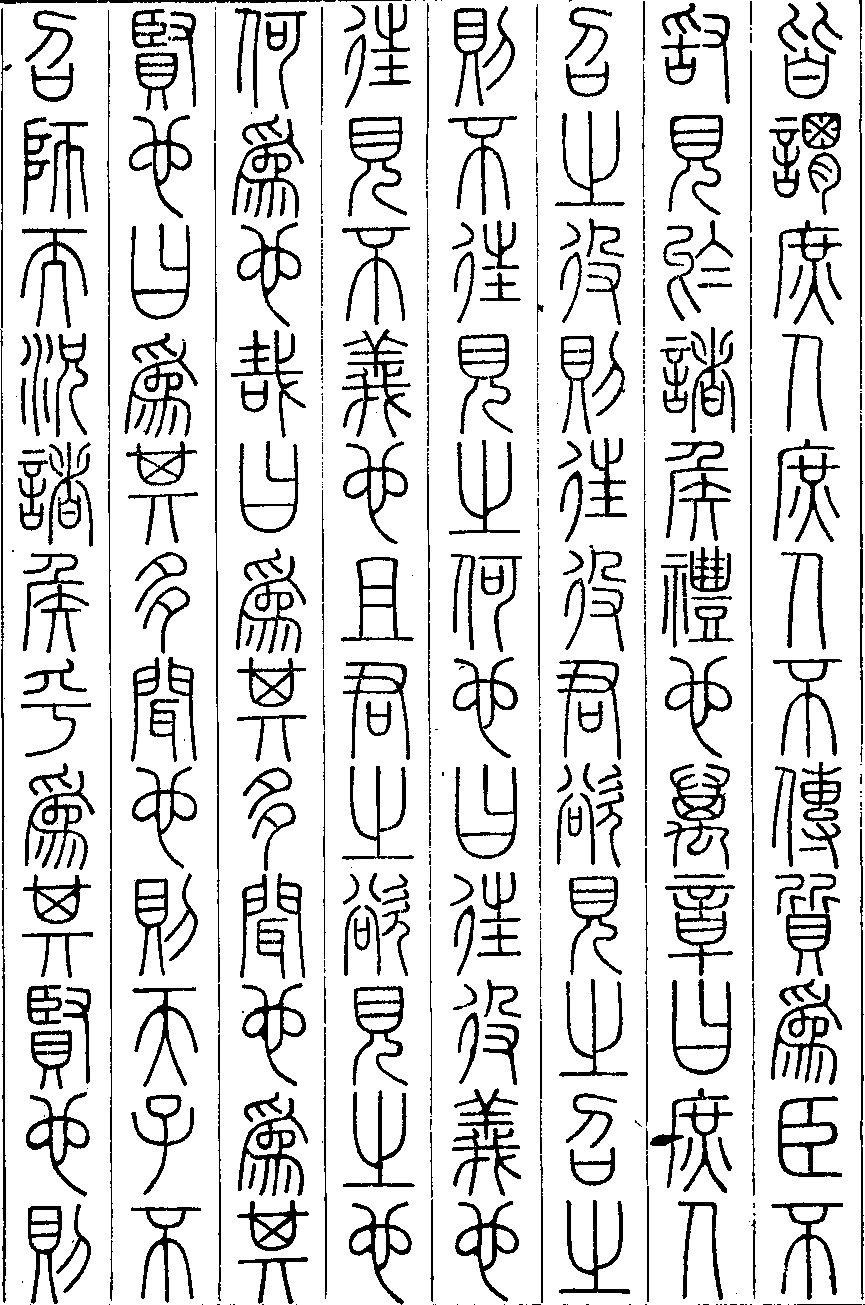 皆謂庶人庶人不傳質爲臣不
敢見於諸侯禮也萬章曰庶人
召之役則往役君欲見之召之
則不往見之何也曰往役義也
往見不義也且君之欲見之也
何爲也哉曰爲其多聞也爲其
賢也曰爲其多聞也則天子不
召師而況諸侯乎爲其賢也則